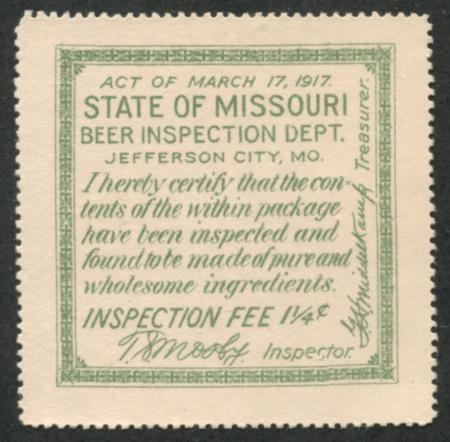 ACT OF MARCH 17, 1917.
STATE OF MISSOURI
BEER INSPECTION DEPT.
JEFFERSON CITY, MO.
I hereby certify that the con-
tents of the within package
have been inspected and
found to be made of pure and
wholesome ingredients.
INSPECTION FEE 1¼¢
T S Mosby Inspector.
Treasurer.